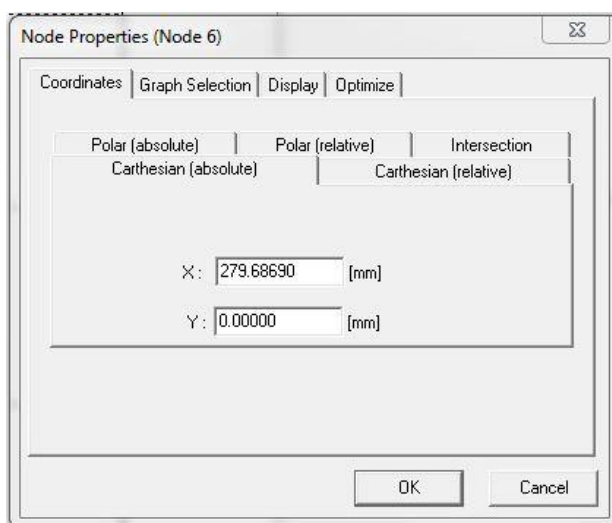 Node Properties (Node 6)
Coordinates Graph Selection Display Optimize
Polar (absolute) Polar (relative) Intersection
Carthesian (absolute) Carthesian (relative)
X : 279.68690 [mm]
Y : 0.00000 [mm]
OK Cancel